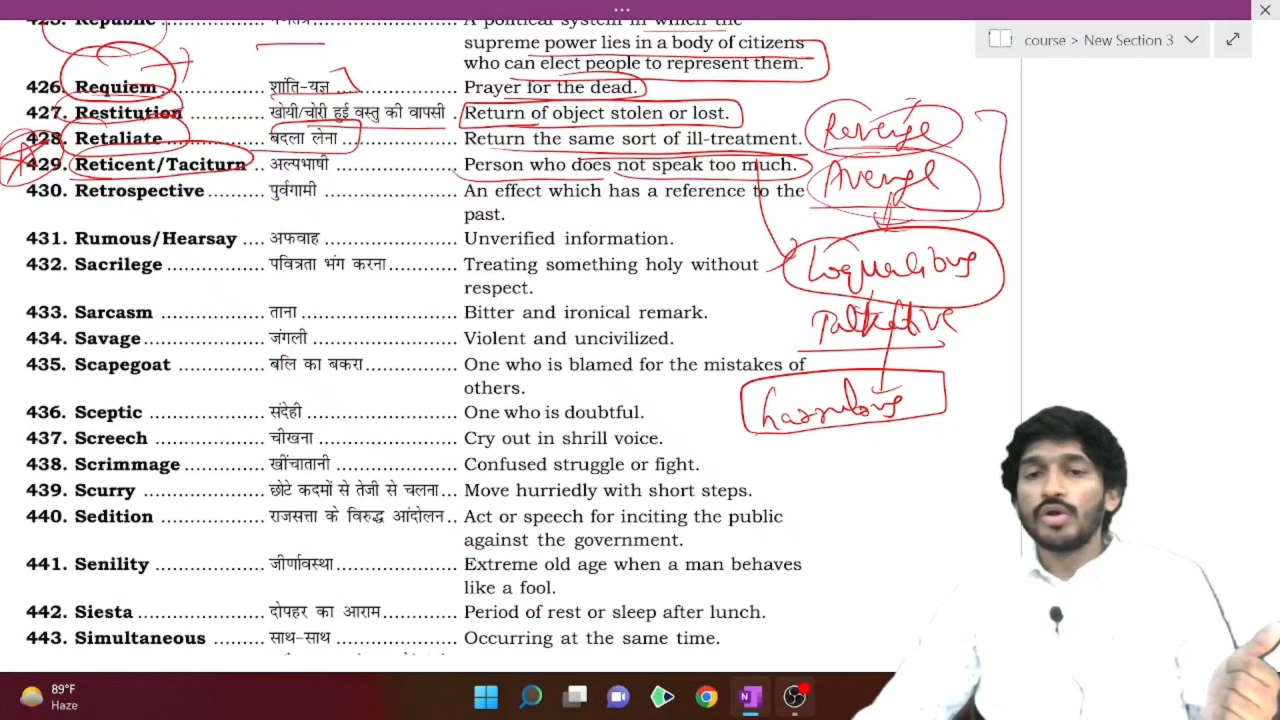 course > New Section 3
425. Republic ................... गणतंत्र ........................ A political system in which the
supreme power lies in a body of citizens
who can elect people to represent them.
426. Requiem ................... शांति-यज्ञ ..................... Prayer for the dead.
427. Restitution ............... खोयी/चोरी हुई वस्तु की वापसी . Return of object stolen or lost.
428. Retaliate .................. बदला लेना .................... Return the same sort of ill-treatment.
429. Reticent/Taciturn .. अल्पभाषी ...................... Person who does not speak too much.
430. Retrospective .......... पुर्वगामी ........................ An effect which has a reference to the
past.
431. Rumous/Hearsay .... अफवाह ........................ Unverified information.
432. Sacrilege .................. पवित्रता भंग करना ............ Treating something holy without
respect.
433. Sarcasm ................... ताना ............................ Bitter and ironical remark.
434. Savage ...................... जंगली .......................... Violent and uncivilized.
435. Scapegoat ................ बलि का बकरा ................ One who is blamed for the mistakes of
others.
436. Sceptic ..................... संदेही .......................... One who is doubtful.
437. Screech ..................... चीखना ......................... Cry out in shrill voice.
438. Scrimmage ............... खींचातानी ..................... Confused struggle or fight.
439. Scurry ...................... छोटे कदमों से तेजी से चलना ... Move hurriedly with short steps.
440. Sedition .................... राजसत्ता के विरुद्ध आंदोलन .. Act or speech for inciting the public
against the government.
441. Senility ..................... जीर्णावस्था ..................... Extreme old age when a man behaves
like a fool.
442. Siesta ........................ दोपहर का आराम ............. Period of rest or sleep after lunch.
443. Simultaneous ......... साथ-साथ ..................... Occurring at the same time.
Revenge
Avenge
Talkative
89°F
Haze